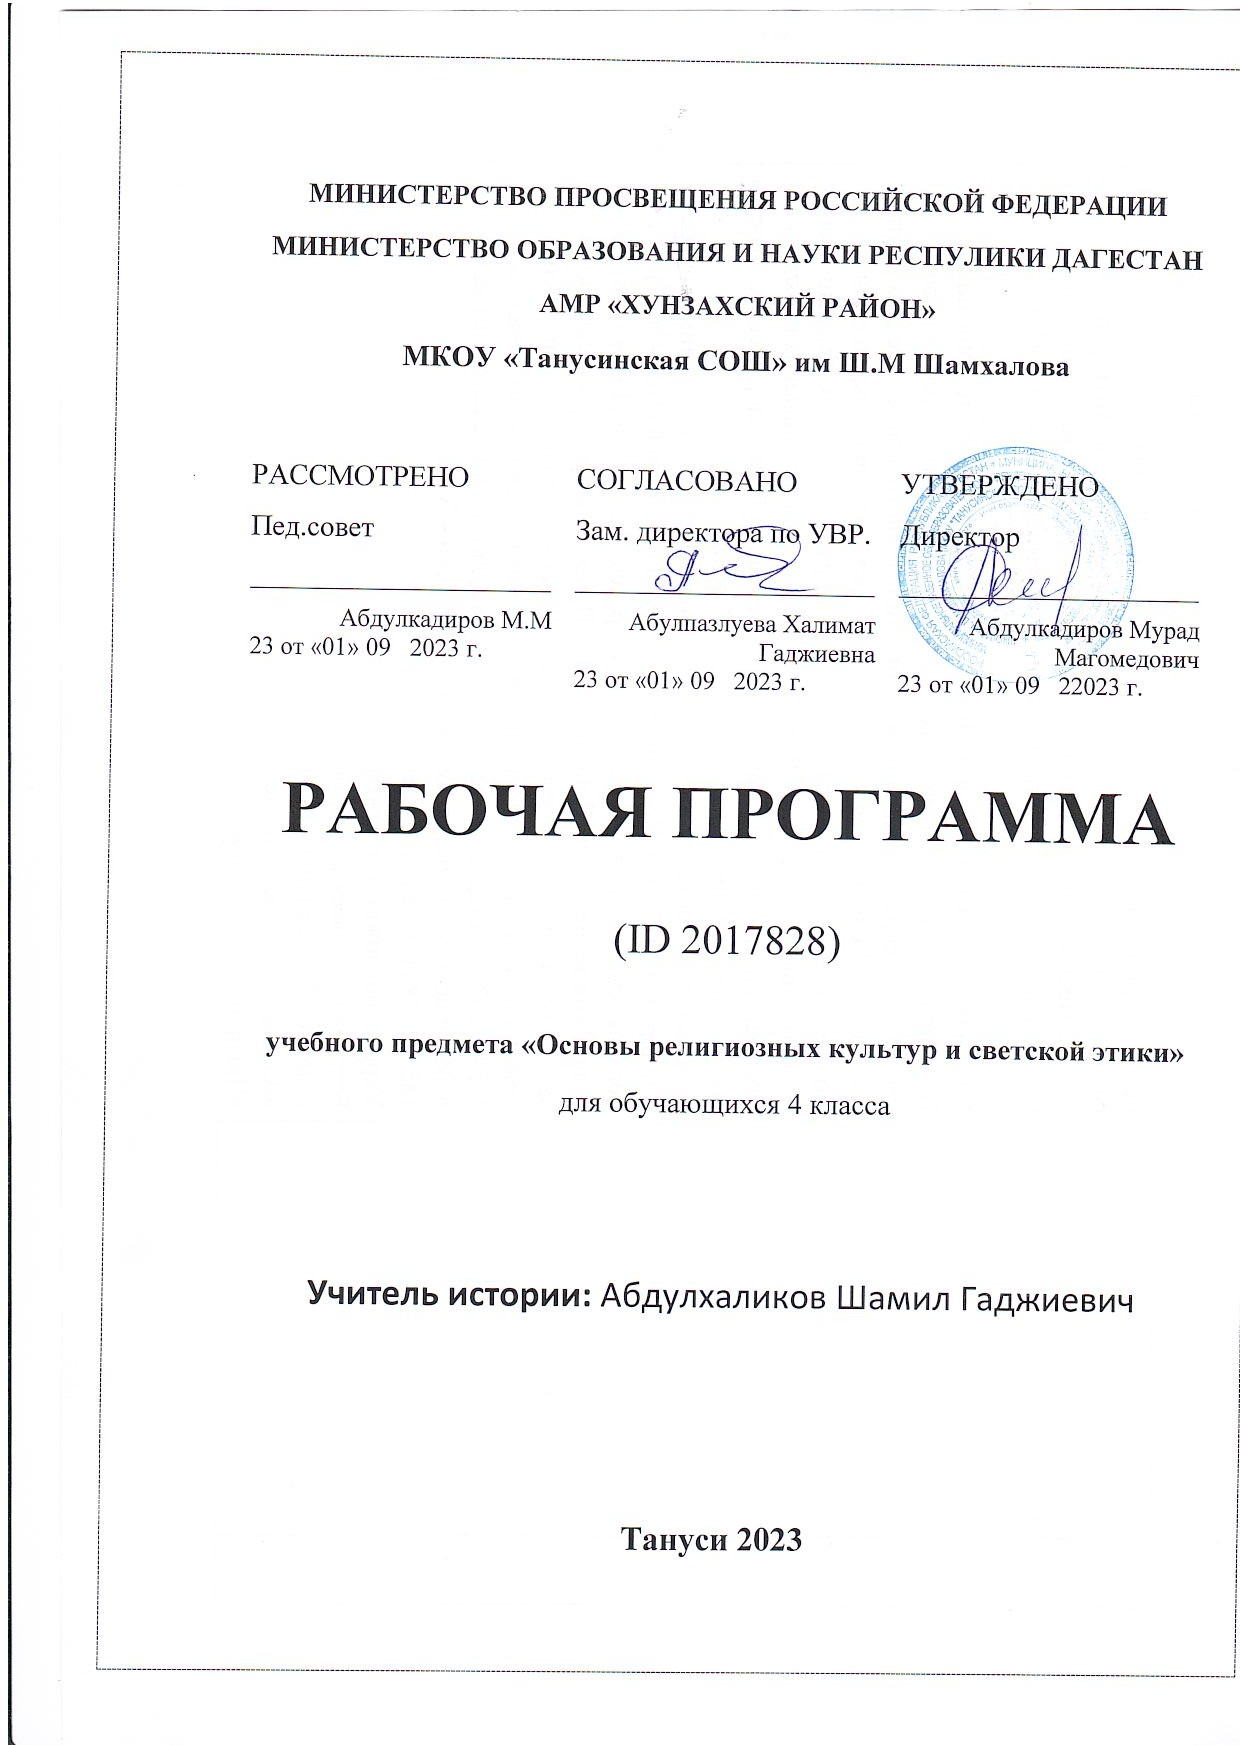 МИНИСТЕРСТВО ПРОСВЕЩЕНИЯ РОССИЙСКОЙ ФЕДЕРАЦИИ
МИНИСТЕРСТВО ОБРАЗОВАНИЯ И НАУКИ РЕСПУЛИКИ ДАГЕСТАН
АМР «ХУНЗАХСКИЙ РАЙОН»
МКОУ «Танусинская СОШ» им Ш.М Шамхалова
РАССМОТРЕНО
Пед.совет
Абдулкадиров М.М
23 от «01» 09 2023 г.
СОГЛАСОВАНО
Зам. директора по УВР.
Абулпазлуева Халимат
Гаджиевна
23 от «01» 09 2023 г.
УТВЕРЖДЕНО
Директор
Абдулкадиров Мурад
Магомедович
23 от «01» 09 22023 г.
РАБОЧАЯ ПРОГРАММА
(ID 2017828)
учебного предмета «Основы религиозных культур и светской этики»
для обучающихся 4 класса
Учитель истории: Абдулхаликов Шамил Гаджиевич
Тануси 2023